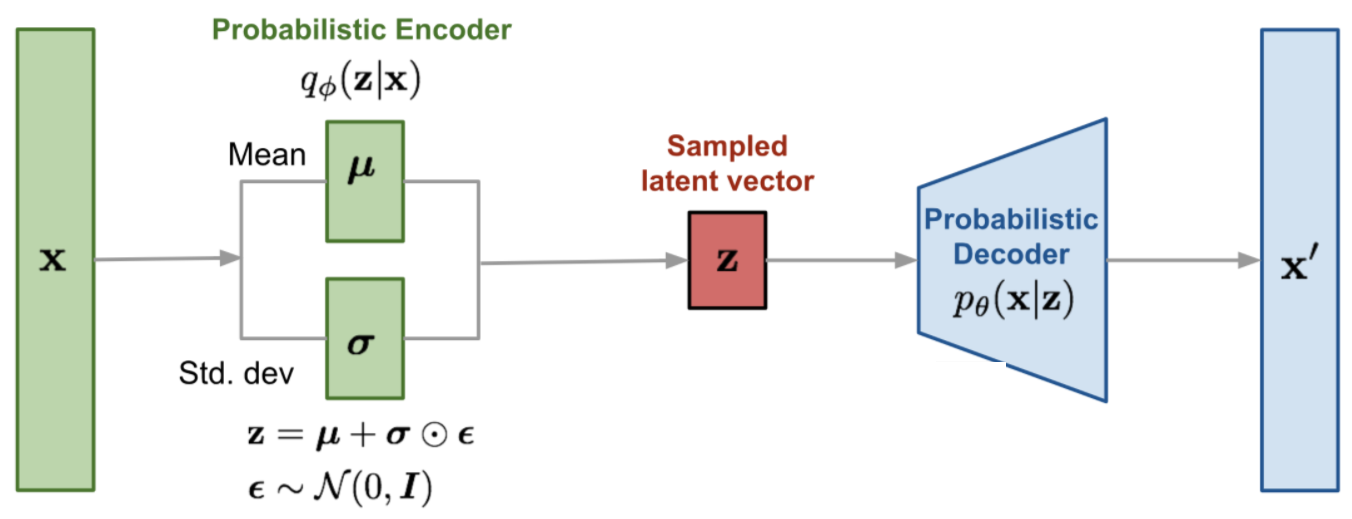 Probabilistic Encoder
qϕ(z|x)
Mean
μ
x
σ
Std. dev
z = μ + σ ⊙ ϵ
ϵ ∼ 𝒩(0, I)
Sampled
latent vector
z
Probabilistic
Decoder
pθ(x|z)
x′